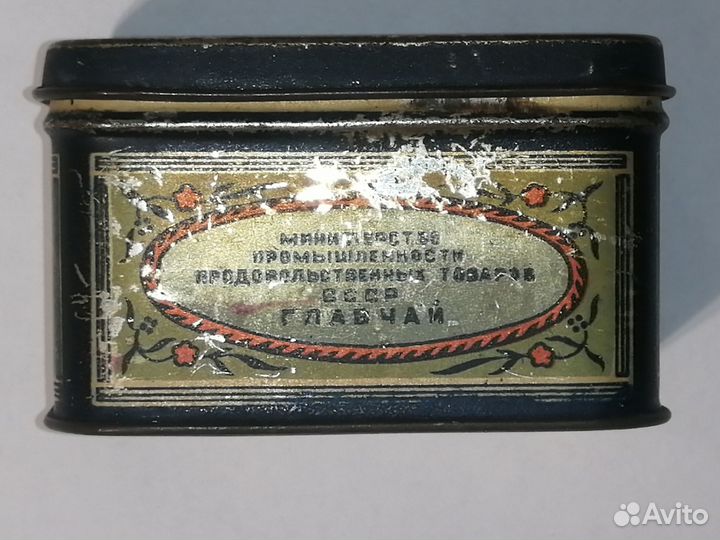 МИНИСТЕРСТВО
ПРОМЫШЛЕННОСТИ
ПРОДОВОЛЬСТВЕННЫХ ТОВАРОВ
СССР
ГЛАВЧАЙ
Avito